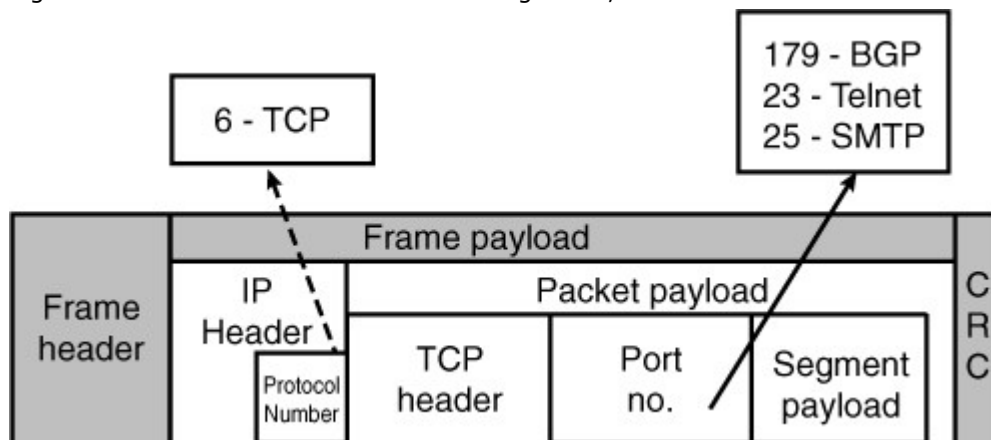 179 - BGP
23 - Telnet
25 - SMTP
6 - TCP
Frame payload
Frame
header
IP
Header
Protocol
Number
Packet payload
TCP
header
Port
no.
Segment
payload
C
R
C